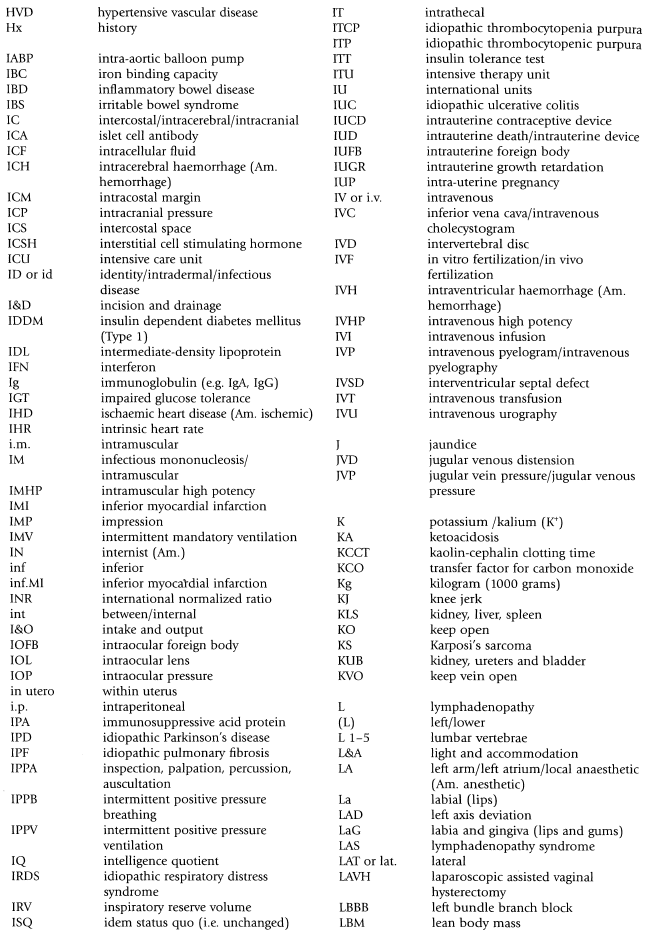 HVD hypertensive vascular disease
Hx history
IABP intra-aortic balloon pump
IBC iron binding capacity
IBD inflammatory bowel disease
IBS irritable bowel syndrome
IC intercostal/intracerebral/intracranial
ICA islet cell antibody
ICF intracellular fluid
ICH intracerebral haemorrhage (Am.
hemorrhage)
ICM intracostal margin
ICP intracranial pressure
ICS intercostal space
ICSH interstitial cell stimulating hormone
ICU intensive care unit
ID or id identity/intradermal/infectious
disease
I&D incision and drainage
IDDM insulin dependent diabetes mellitus
(Type 1)
IDL intermediate-density lipoprotein
IFN interferon
Ig immunoglobulin (e.g. IgA, IgG)
IGT impaired glucose tolerance
IHD ischaemic heart disease (Am. ischemic)
IHR intrinsic heart rate
i.m. intramuscular
IM infectious mononucleosis/
intramuscular
IMHP intramuscular high potency
IMI inferior myocardial infarction
IMP impression
IMV intermittent mandatory ventilation
IN internist (Am.)
inf inferior
inf.MI inferior myocardial infarction
INR international normalized ratio
int between/internal
I&O intake and output
IOFB intraocular foreign body
IOL intraocular lens
IOP intraocular pressure
in utero within uterus
i.p. intraperitoneal
IPA immunosuppressive acid protein
IPD idiopathic Parkinson's disease
IPF idiopathic pulmonary fibrosis
IPPA inspection, palpation, percussion,
auscultation
IPPB intermittent positive pressure
breathing
IPPV intermittent positive pressure
ventilation
IQ intelligence quotient
IRDS idiopathic respiratory distress
syndrome
IRV inspiratory reserve volume
ISQ idem status quo (i.e. unchanged)
IT intrathecal
ITCP idiopathic thrombocytopenia purpura
ITP idiopathic thrombocytopenic purpura
ITT insulin tolerance test
ITU intensive therapy unit
IU international units
IUC idiopathic ulcerative colitis
IUCD intrauterine contraceptive device
IUD intrauterine death/intrauterine device
IUFB intrauterine foreign body
IUGR intrauterine growth retardation
IUP intra-uterine pregnancy
IV or i.v. intravenous
IVC inferior vena cava/intravenous
cholecystogram
IVD intervertebral disc
IVF in vitro fertilization/in vivo
fertilization
IVH intraventricular haemorrhage (Am.
hemorrhage)
IVHP intravenous high potency
IVI intravenous infusion
IVP intravenous pyelogram/intravenous
pyelography
IVSD interventricular septal defect
IVT intravenous transfusion
IVU intravenous urography
J jaundice
JVD jugular venous distension
JVP jugular vein pressure/jugular venous
pressure
K potassium /kalium (K⁺)
KA ketoacidosis
KCCT kaolin-cephalin clotting time
KCO transfer factor for carbon monoxide
Kg kilogram (1000 grams)
KJ knee jerk
KLS kidney, liver, spleen
KO keep open
KS Karposi's sarcoma
KUB kidney, ureters and bladder
KVO keep vein open
L lymphadenopathy
(L) left/lower
L 1–5 lumbar vertebrae
L&A light and accommodation
LA left arm/left atrium/local anaesthetic
(Am. anesthetic)
La labial (lips)
LAD left axis deviation
LaG labia and gingiva (lips and gums)
LAS lymphadenopathy syndrome
LAT or lat. lateral
LAVH laparoscopic assisted vaginal
hysterectomy
LBBB left bundle branch block
LBM lean body mass